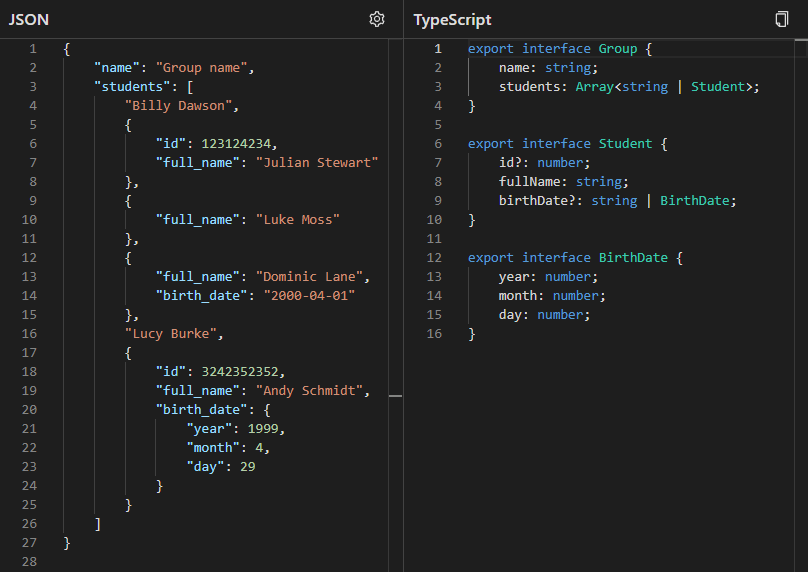 JSON
1 {
2     "name": "Group name",
3     "students": [
4         "Billy Dawson",
5         {
6             "id": 123124234,
7             "full_name": "Julian Stewart"
8         },
9         {
10             "full_name": "Luke Moss"
11         },
12         {
13             "full_name": "Dominic Lane",
14             "birth_date": "2000-04-01"
15         },
16         "Lucy Burke",
17         {
18             "id": 3242352352,
19             "full_name": "Andy Schmidt",
20             "birth_date": {
21                 "year": 1999,
22                 "month": 4,
23                 "day": 29
24             }
25         }
26     ]
27 }
28
TypeScript
1 export interface Group {
2     name: string;
3     students: Array<string | Student>;
4 }
5
6 export interface Student {
7     id?: number;
8     fullName: string;
9     birthDate?: string | BirthDate;
10 }
11
12 export interface BirthDate {
13     year: number;
14     month: number;
15     day: number;
16 }